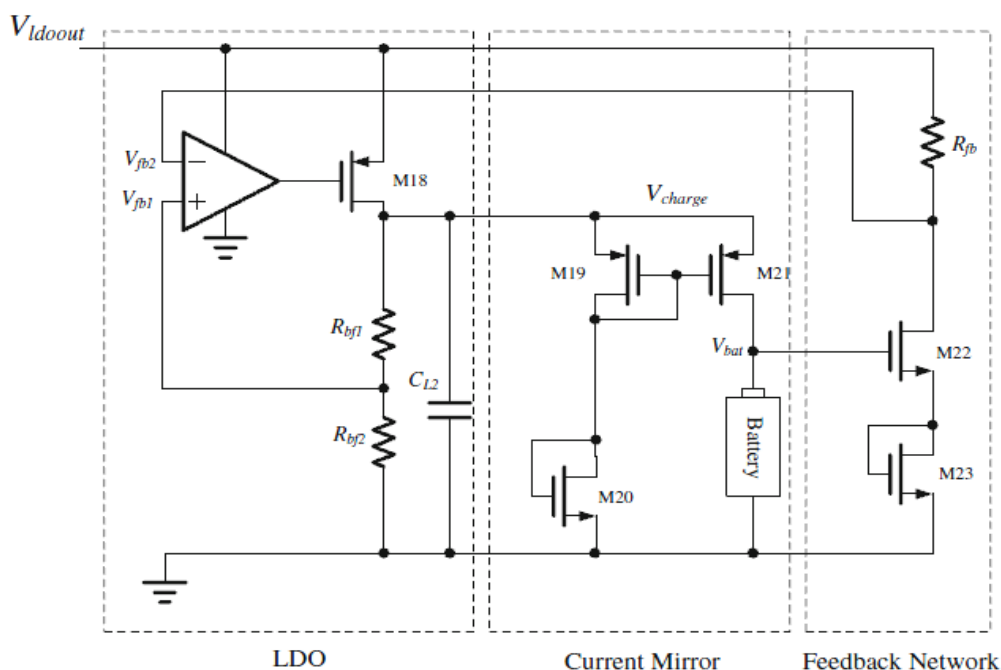 V_ldoout
V_fb2
−
V_fb1
+
M18
R_fb
V_charge
M19
M21
R_bf1
V_bat
M22
C_L2
R_bf2
Battery
M20
M23
LDO
Current Mirror
Feedback Network